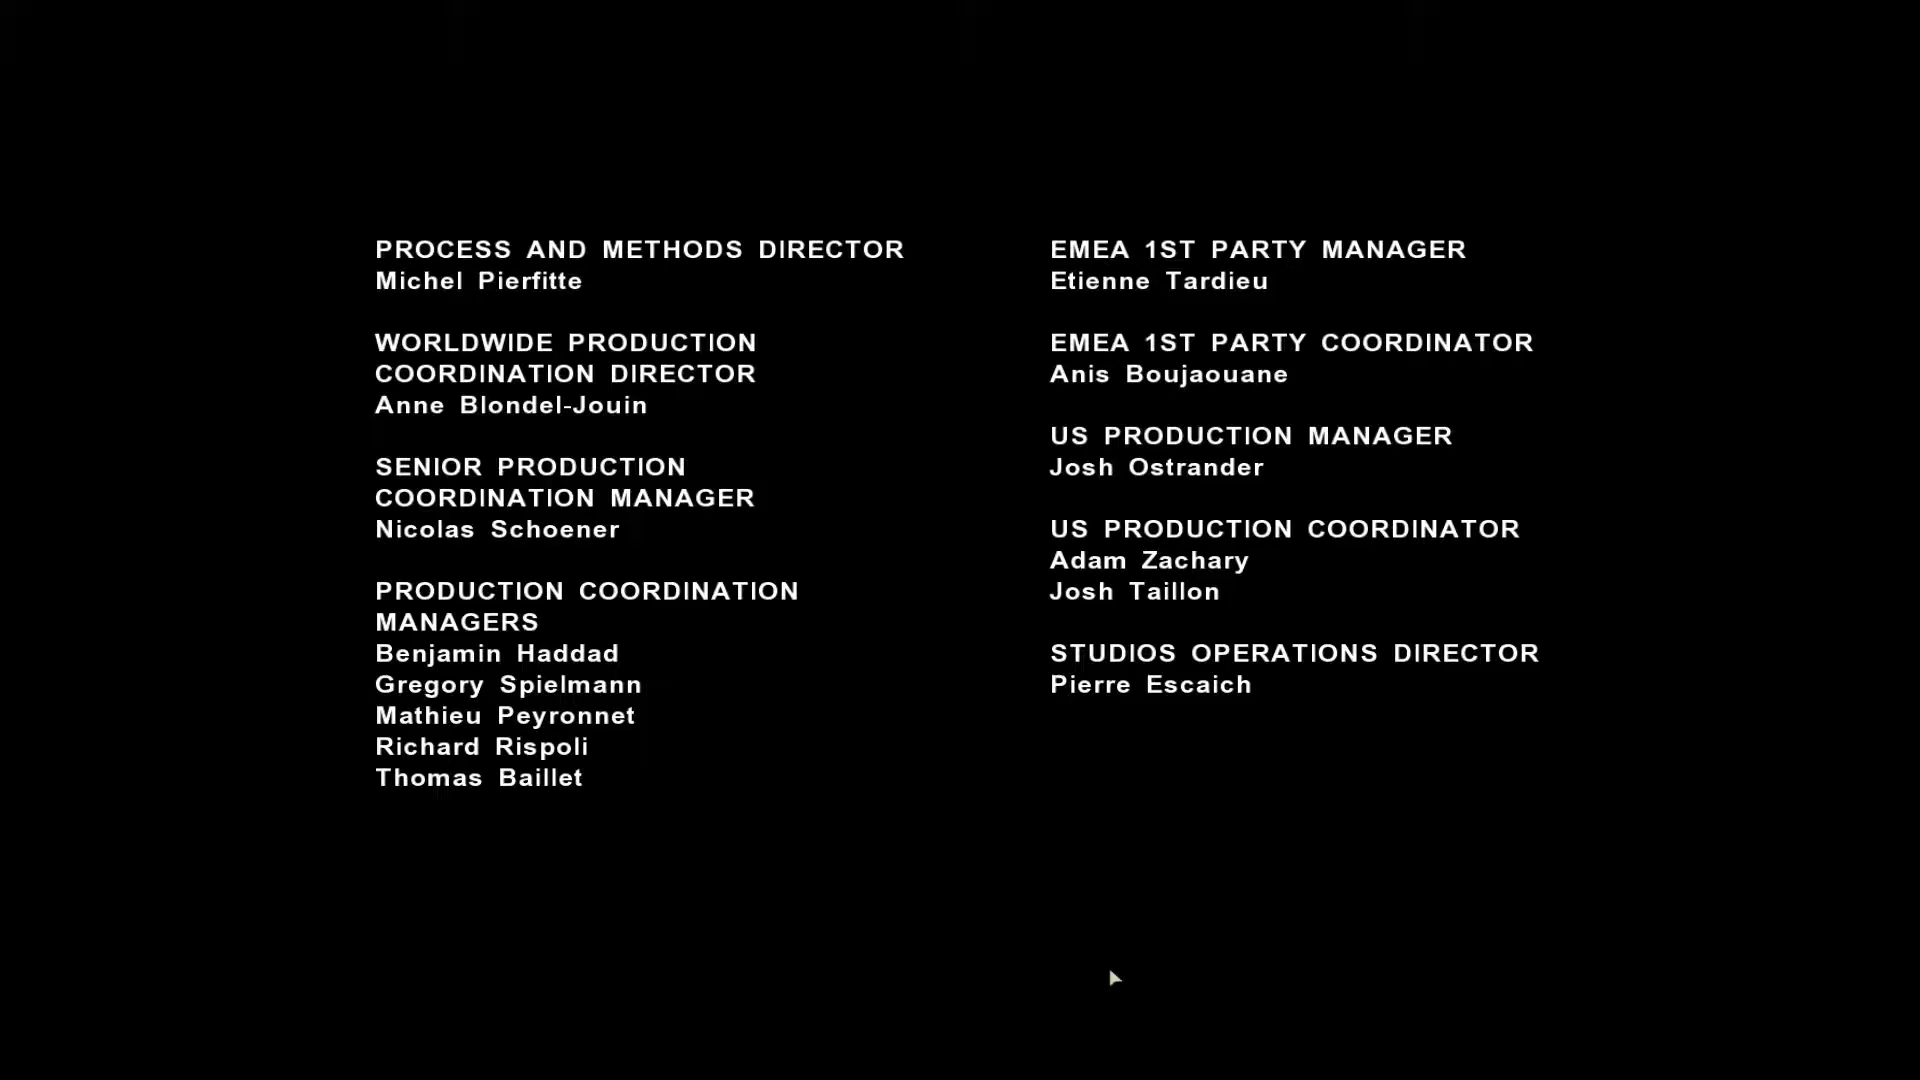 PROCESS AND METHODS DIRECTOR
Michel Pierfitte
WORLDWIDE PRODUCTION
COORDINATION DIRECTOR
Anne Blondel-Jouin
SENIOR PRODUCTION
COORDINATION MANAGER
Nicolas Schoener
PRODUCTION COORDINATION
MANAGERS
Benjamin Haddad
Gregory Spielmann
Mathieu Peyronnet
Richard Rispoli
Thomas Baillet
EMEA 1ST PARTY MANAGER
Etienne Tardieu
EMEA 1ST PARTY COORDINATOR
Anis Boujaouane
US PRODUCTION MANAGER
Josh Ostrander
US PRODUCTION COORDINATOR
Adam Zachary
Josh Taillon
STUDIOS OPERATIONS DIRECTOR
Pierre Escaich